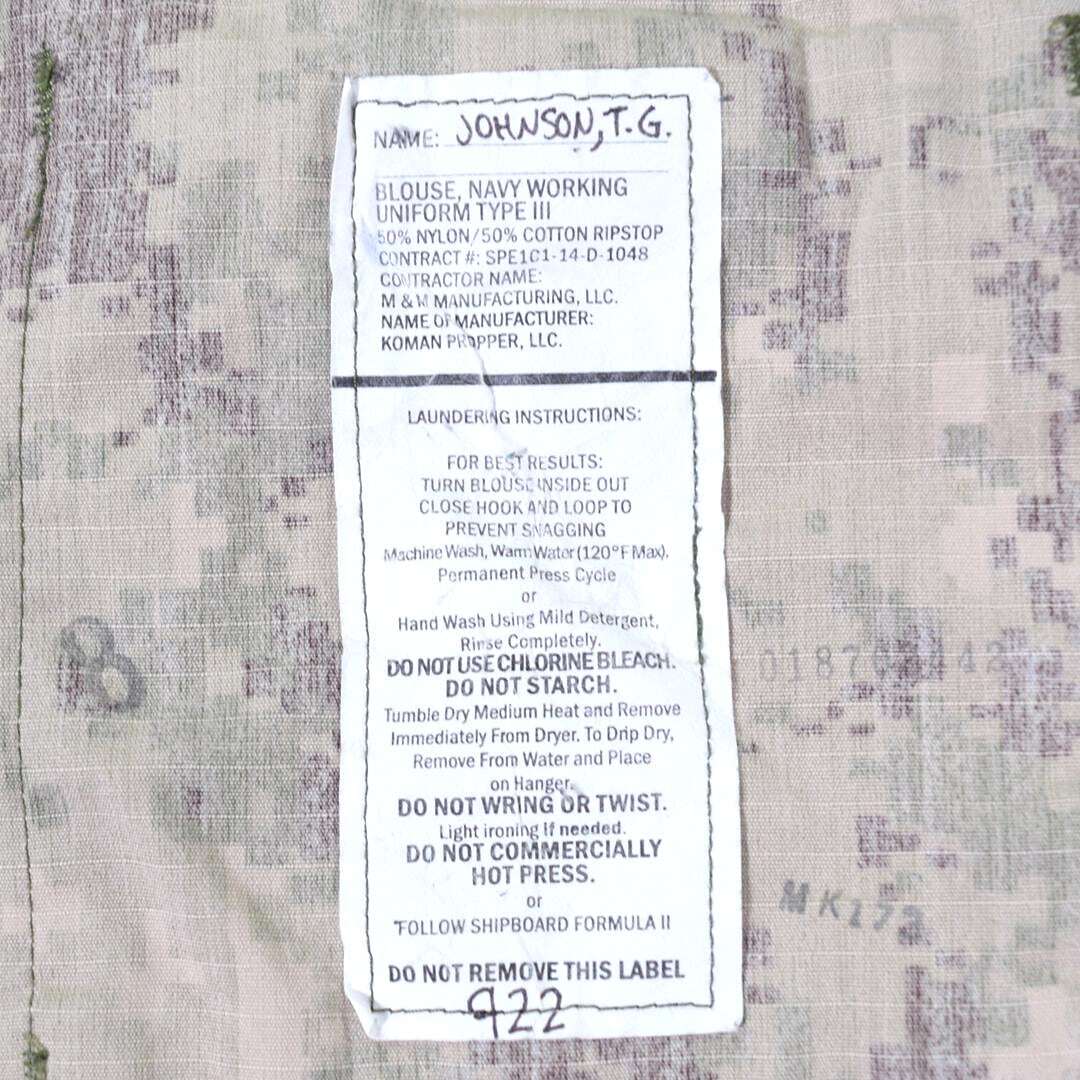 NAME: JOHNSON, T. G.
BLOUSE, NAVY WORKING
UNIFORM TYPE III
50% NYLON/50% COTTON RIPSTOP
CONTRACT #: SPE1C1-14-D-1048
CONTRACTOR NAME:
M & M MANUFACTURING, LLC.
NAME OF MANUFACTURER:
KOMAN PROPPER, LLC.
LAUNDERING INSTRUCTIONS:
FOR BEST RESULTS:
TURN BLOUSE INSIDE OUT
CLOSE HOOK AND LOOP TO
PREVENT SNAGGING
Machine Wash, Warm Water (120°F Max).
Permanent Press Cycle
or
Hand Wash Using Mild Detergent,
Rinse Completely.
DO NOT USE CHLORINE BLEACH.
DO NOT STARCH.
Tumble Dry Medium Heat and Remove
Immediately From Dryer. To Drip Dry,
Remove From Water and Place
on Hanger.
DO NOT WRING OR TWIST.
Light ironing if needed.
DO NOT COMMERCIALLY
HOT PRESS.
or
FOLLOW SHIPBOARD FORMULA II
DO NOT REMOVE THIS LABEL
922
8